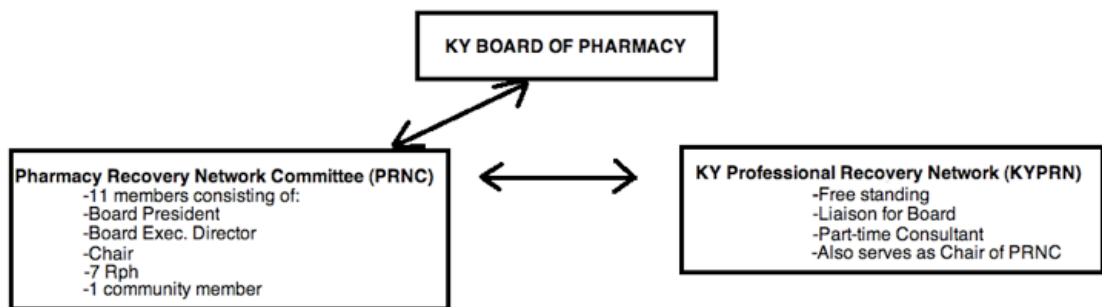 KY BOARD OF PHARMACY
Pharmacy Recovery Network Committee (PRNC)
-11 members consisting of:
-Board President
-Board Exec. Director
-Chair
-7 Rph
-1 community member
KY Professional Recovery Network (KYPRN)
-Free standing
-Liaison for Board
-Part-time Consultant
-Also serves as Chair of PRNC